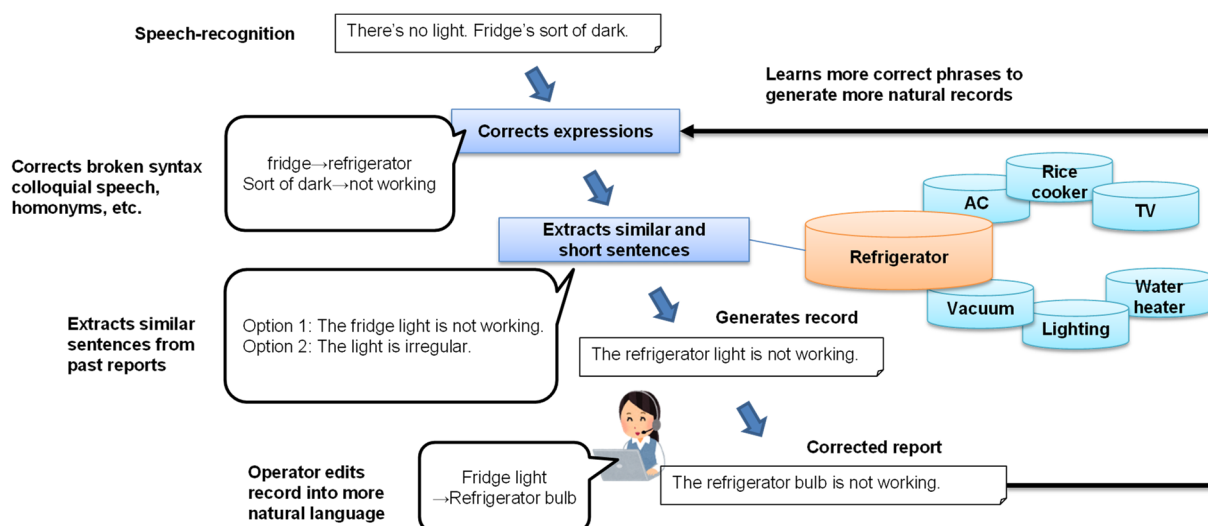 Speech-recognition
There's no light. Fridge's sort of dark.
Learns more correct phrases to
generate more natural records
Corrects expressions
Corrects broken syntax
colloquial speech,
homonyms, etc.
fridge→refrigerator
Sort of dark→not working
Rice
cooker
AC
TV
Extracts similar and
short sentences
Refrigerator
Water
heater
Vacuum
Lighting
Extracts similar
sentences from
past reports
Option 1: The fridge light is not working.
Option 2: The light is irregular.
Generates record
The refrigerator light is not working.
Operator edits
record into more
natural language
Fridge light
→Refrigerator bulb
Corrected report
The refrigerator bulb is not working.